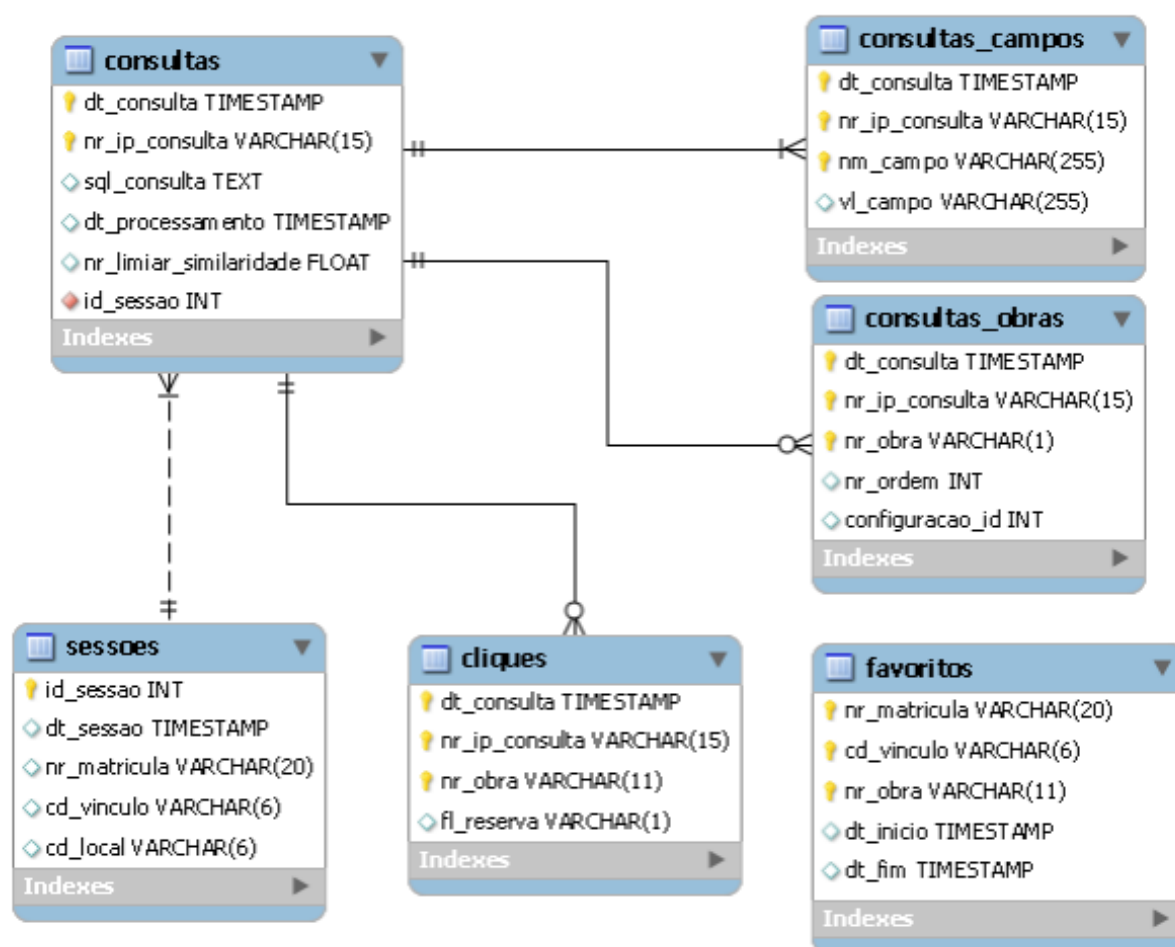 consultas
dt_consulta TIMESTAMP
nr_ip_consulta VARCHAR(15)
sql_consulta TEXT
dt_processamento TIMESTAMP
nr_limiar_similaridade FLOAT
id_sessao INT
Indexes
consultas_campos
dt_consulta TIMESTAMP
nr_ip_consulta VARCHAR(15)
nm_campo VARCHAR(255)
vl_campo VARCHAR(255)
Indexes
consultas_obras
dt_consulta TIMESTAMP
nr_ip_consulta VARCHAR(15)
nr_obra VARCHAR(1)
nr_ordem INT
configuracao_id INT
Indexes
sessoes
id_sessao INT
dt_sessao TIMESTAMP
nr_matricula VARCHAR(20)
cd_vinculo VARCHAR(6)
cd_local VARCHAR(6)
Indexes
cliques
dt_consulta TIMESTAMP
nr_ip_consulta VARCHAR(15)
nr_obra VARCHAR(11)
fl_reserva VARCHAR(1)
Indexes
favoritos
nr_matricula VARCHAR(20)
cd_vinculo VARCHAR(6)
nr_obra VARCHAR(11)
dt_inicio TIMESTAMP
dt_fim TIMESTAMP
Indexes